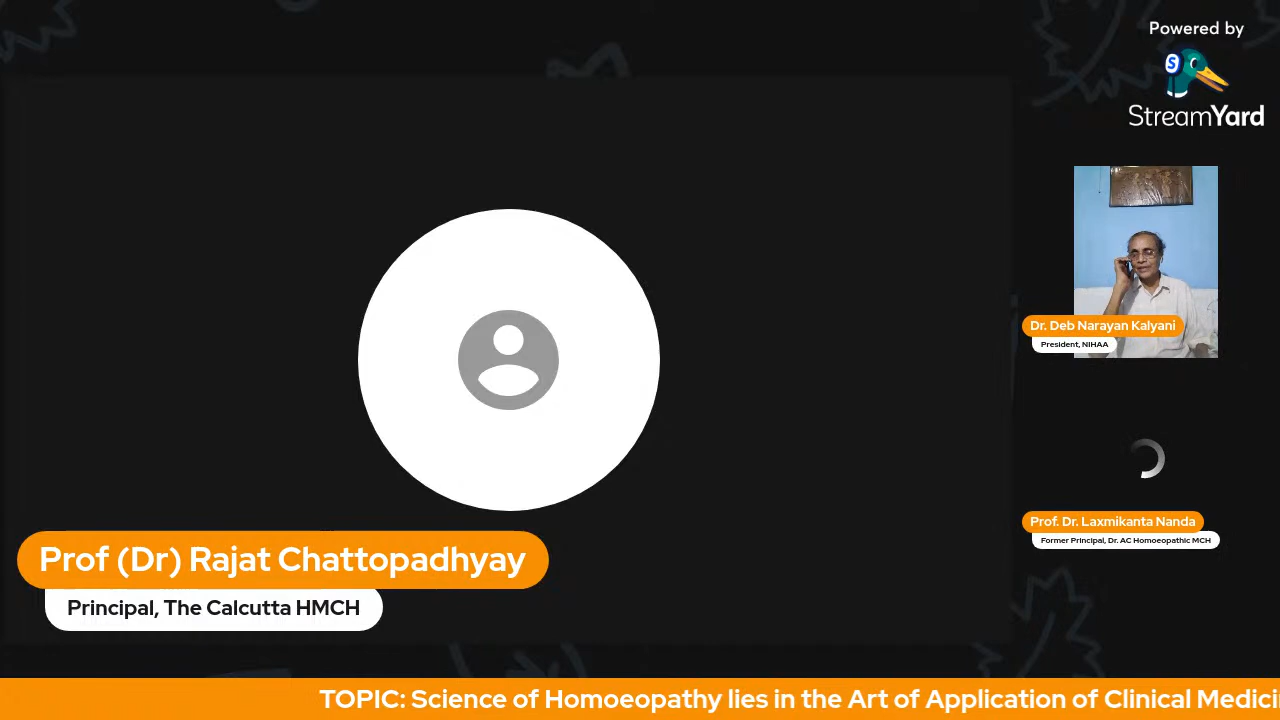 Powered by
S
StreamYard
Dr. Deb Narayan Kalyani
President, NIHAA
Prof. Dr. Laxmikanta Nanda
Former Principal, Dr. AC Homoeopathic MCH
Prof (Dr) Rajat Chattopadhyay
Principal, The Calcutta HMCH
TOPIC: Science of Homoeopathy lies in the Art of Application of Clinical Medici